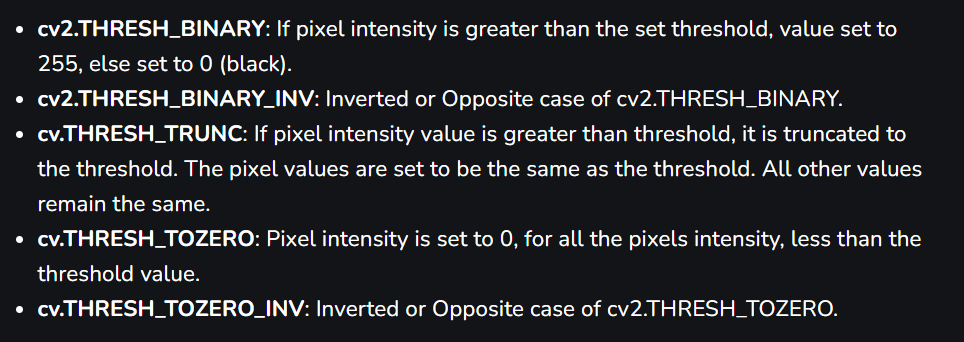 • cv2.THRESH_BINARY: If pixel intensity is greater than the set threshold, value set to
255, else set to 0 (black).
• cv2.THRESH_BINARY_INV: Inverted or Opposite case of cv2.THRESH_BINARY.
• cv.THRESH_TRUNC: If pixel intensity value is greater than threshold, it is truncated to
the threshold. The pixel values are set to be the same as the threshold. All other values
remain the same.
• cv.THRESH_TOZERO: Pixel intensity is set to 0, for all the pixels intensity, less than the
threshold value.
• cv.THRESH_TOZERO_INV: Inverted or Opposite case of cv2.THRESH_TOZERO.